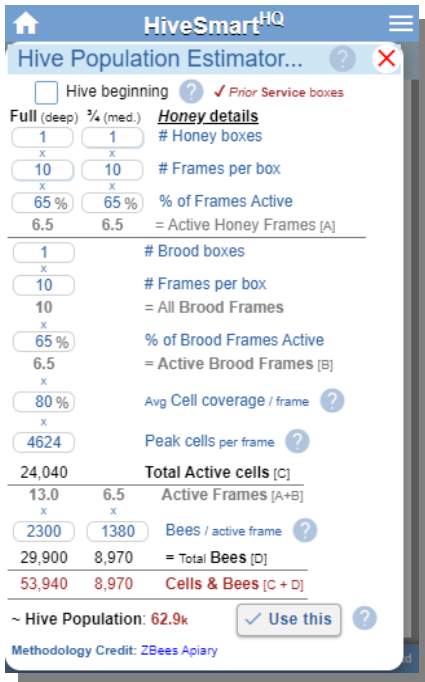 HiveSmartHQ
Hive Population Estimator... ?
Hive beginning ? ✓ Prior Service boxes
Full (deep) ¾ (med.) Honey details
1 1 # Honey boxes
x x
10 10 # Frames per box
x x
65 % 65 % % of Frames Active
6.5 6.5 = Active Honey Frames [A]
1 # Brood boxes
x
10 # Frames per box
10 = All Brood Frames
x
65 % % of Brood Frames Active
6.5 = Active Brood Frames [B]
x
80 % Avg Cell coverage / frame ?
x
4624 Peak cells per frame ?
24,040 Total Active cells [C]
13.0 6.5 Active Frames [A+B]
x x
2300 1380 Bees / active frame ?
29,900 8,970 = Total Bees [D]
53,940 8,970 Cells & Bees [C + D]
~ Hive Population: 62.9k ✓ Use this ?
Methodology Credit: ZBees Apiary